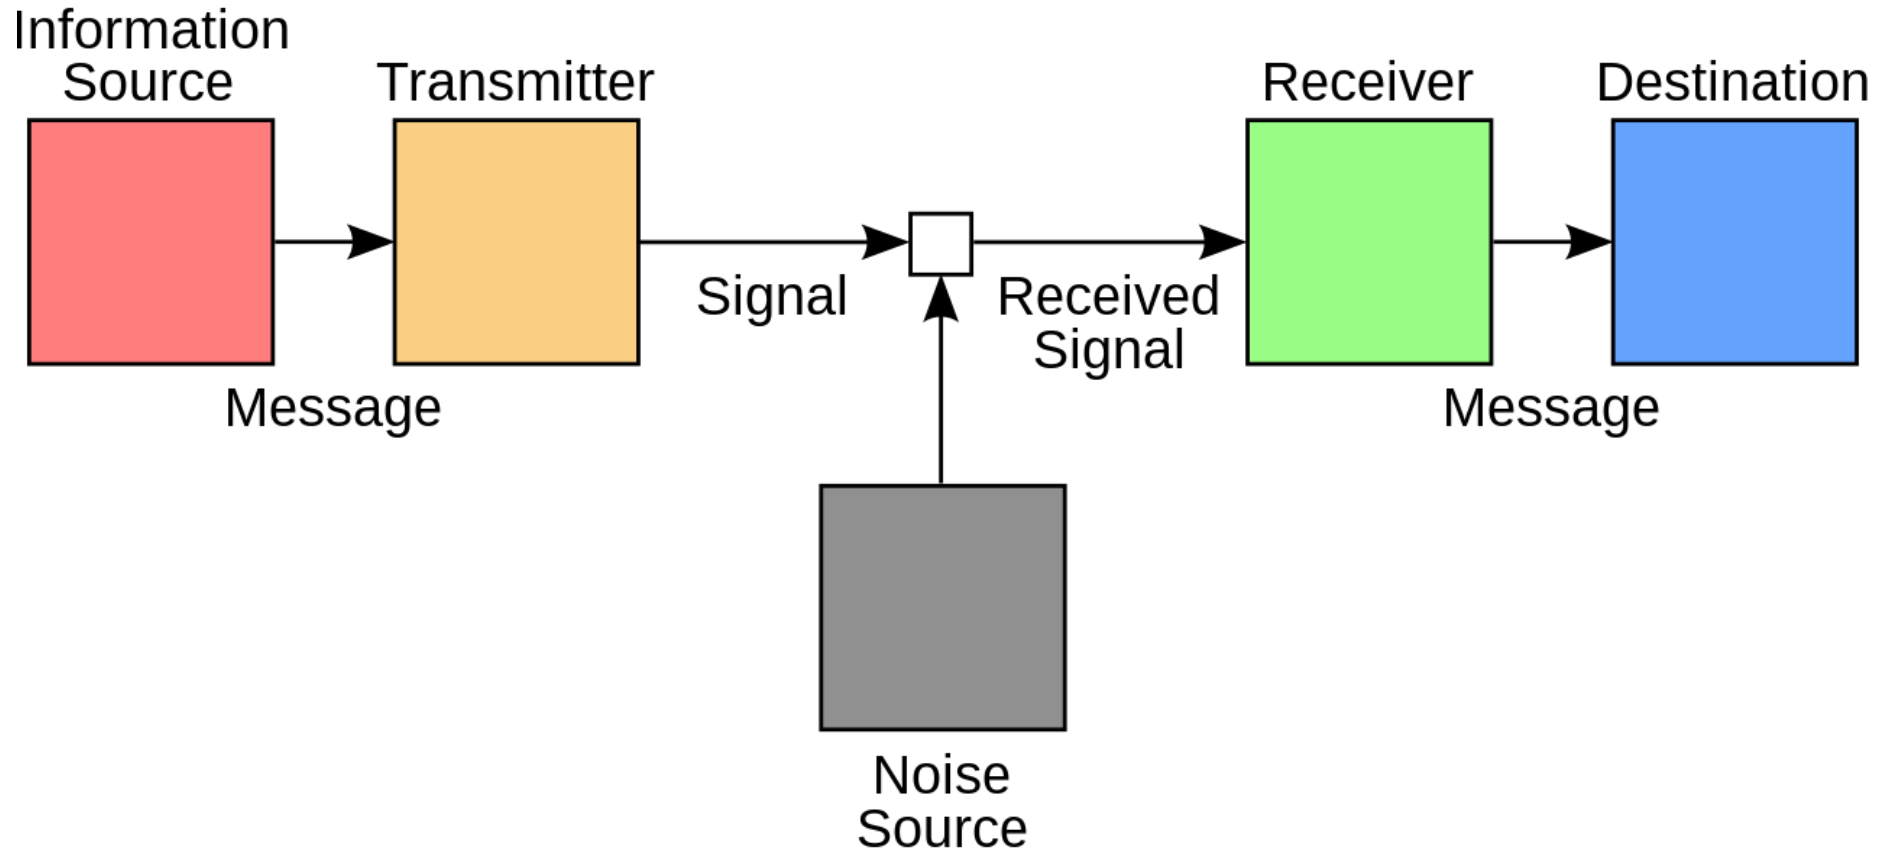 Information
Source
Transmitter
Receiver
Destination
Signal
Received
Signal
Message
Message
Noise
Source